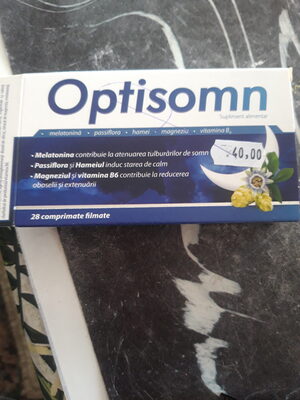 Optisomn
Supliment alimentar
• melatonină • passiflora • hamei • magneziu • vitamina B6
• Melatonina contribuie la atenuarea tulburărilor de somn
• Passiflora și Hameiul induc starea de calm
• Magneziul și vitamina B6 contribuie la reducerea
oboselii și extenuării
40,00
28 comprimate filmate